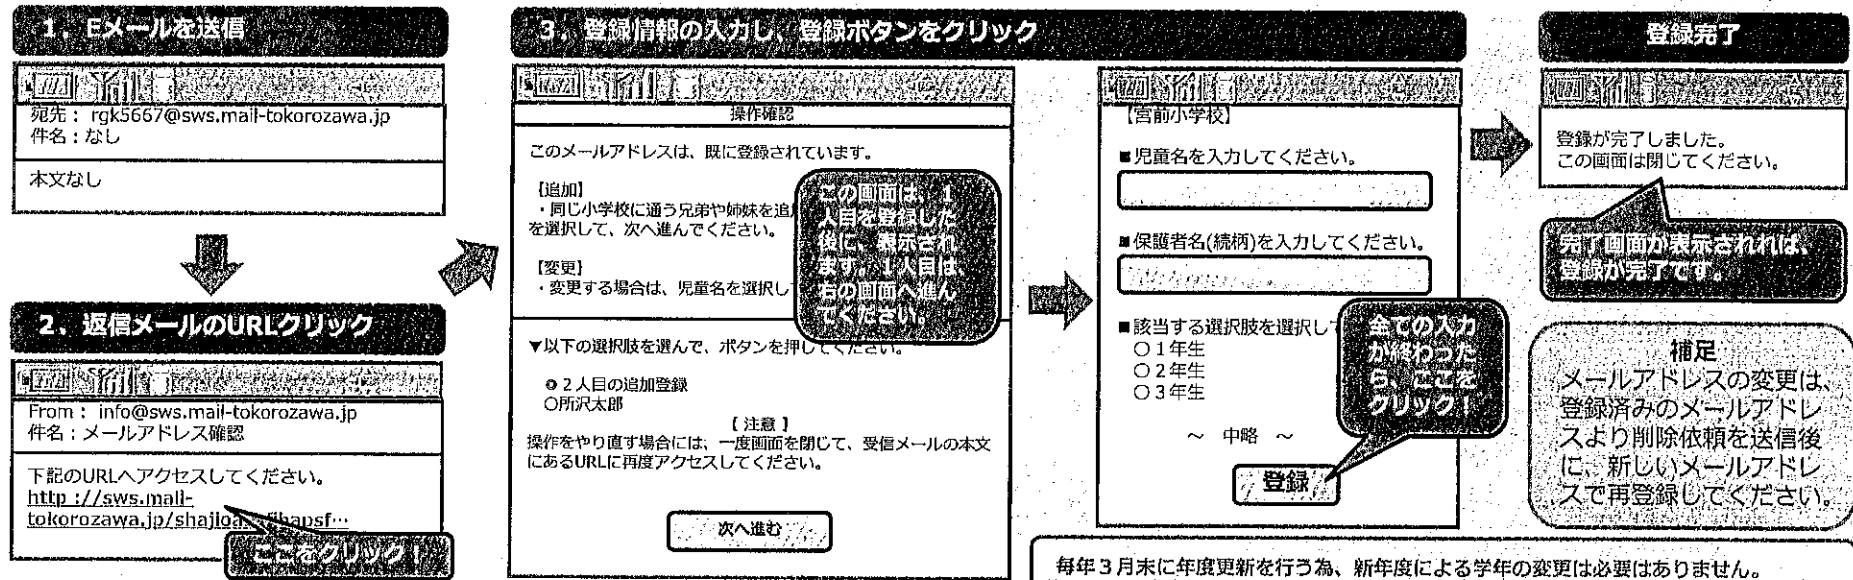 1．Eメールを送信
宛先： rgk5667@sws.mail-tokorozawa.jp
件名：なし
本文なし
2．返信メールのURLクリック
From： info@sws.mail-tokorozawa.jp
件名：メールアドレス確認
下記のURLへアクセスしてください。
http ://sws.mail-
tokorozawa.jp/
ここをクリック！
3．登録情報の入力し、登録ボタンをクリック
操作確認
このメールアドレスは、既に登録されています。
【追加】
・同じ小学校に通う兄弟や姉妹を追
を選択して、次へ進んでください。
【変更】
・変更する場合は、児童名を選択し
この画面は、1
人目を登録した
後に、表示され
ます。1人目は、
右の画面へ進ん
でください。
▼以下の選択肢を選んで、ボタンを押してください。
◉2人目の追加登録
○所沢太郎
【注意】
操作をやり直す場合には、一度画面を閉じて、受信メールの本文
にあるURLに再度アクセスしてください。
次へ進む
【宮前小学校】
■児童名を入力してください。
■保護者名(続柄)を入力してください。
■該当する選択肢を選択して
○1年生
○2年生
○3年生
～ 中略 ～
登録
全ての入力
が終わった
ら、ここを
クリック！
登録完了
登録が完了しました。
この画面は閉じてください。
完了画面が表示されれば、
登録が完了です。
補足
メールアドレスの変更は、
登録済みのメールアドレ
スより削除依頼を送信後
に、新しいメールアドレ
スで再登録してください。
毎年3月末に年度更新を行う為、新年度による学年の変更は必要はありません。